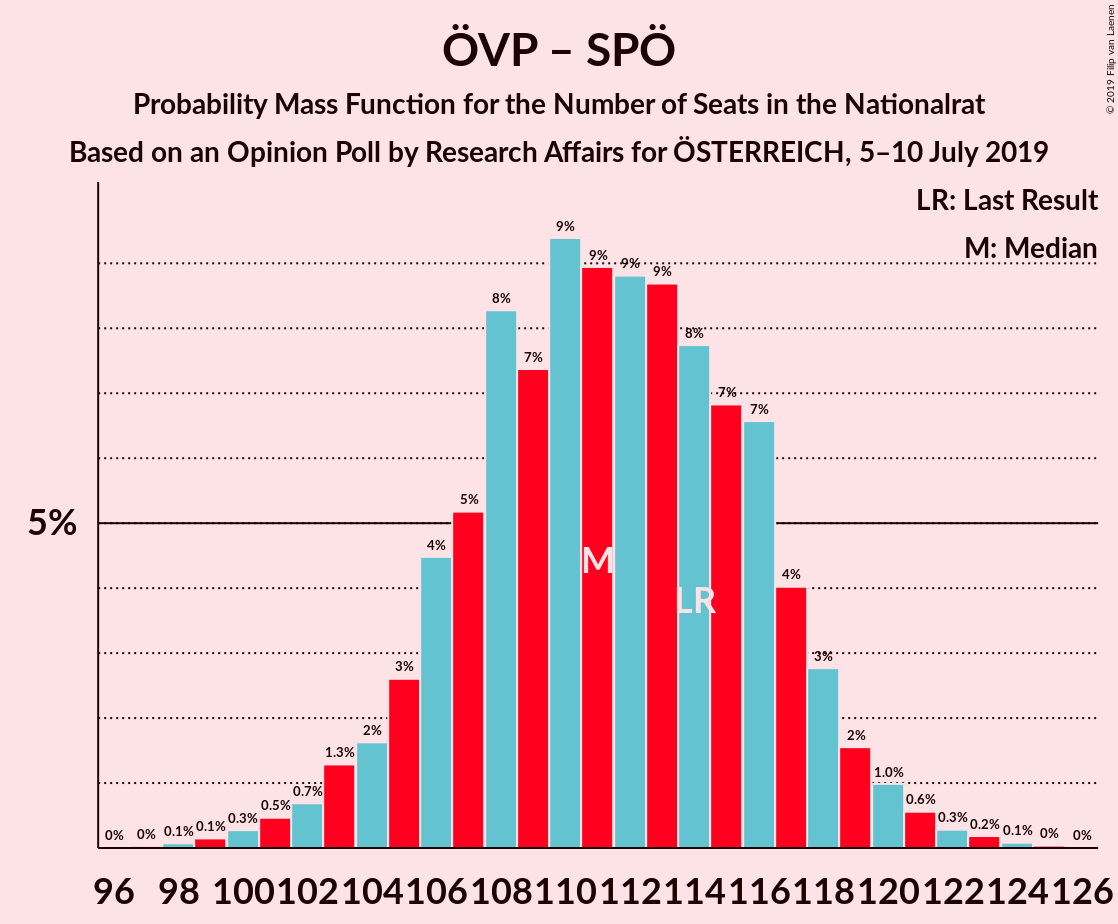 ÖVP – SPÖ
Probability Mass Function for the Number of Seats in the Nationalrat
Based on an Opinion Poll by Research Affairs for ÖSTERREICH, 5–10 July 2019
© 2019 Filip van Laenen
LR: Last Result
M: Median
5%
0% 0% 0.1% 0.1% 0.3% 0.5% 0.7% 1.3% 2% 3% 4% 5% 8% 7% 9% 9% 9% 9% 8% 7% 7% 4% 3% 2% 1.0% 0.6% 0.3% 0.2% 0.1% 0% 0%
M
LR
96 98 100 102 104 106 108 110 112 114 116 118 120 122 124 126